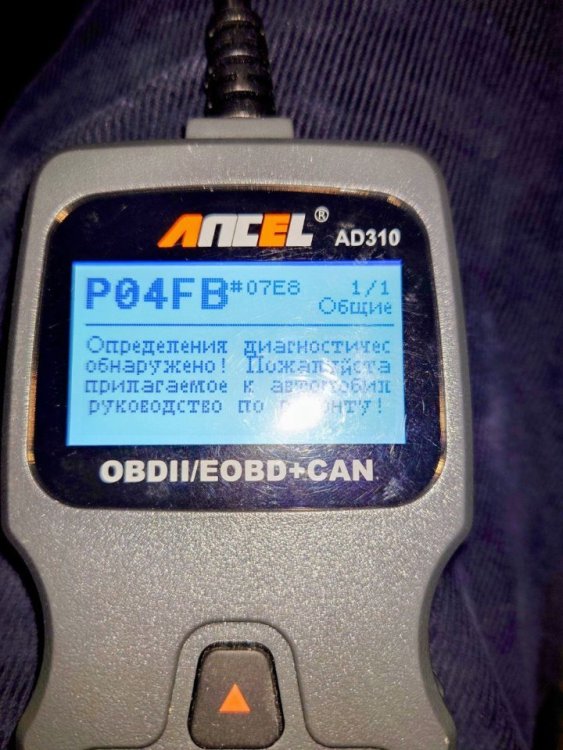 ANCEL® AD310
P04FB #07E8 1/1
Общие
Определения диагностичес
обнаружено! Пожалуйста
прилагаемое к автомобил
руководство по ремонту!
OBDII/EOBD+CAN